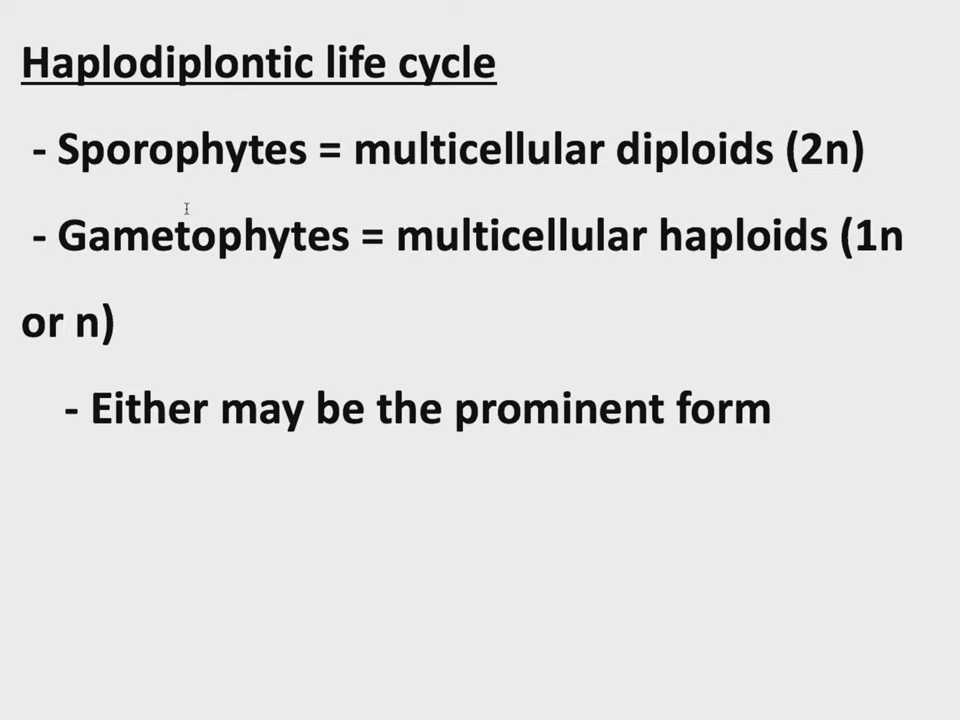 Haplodiplontic life cycle
- Sporophytes = multicellular diploids (2n)
- Gametophytes = multicellular haploids (1n
or n)
- Either may be the prominent form